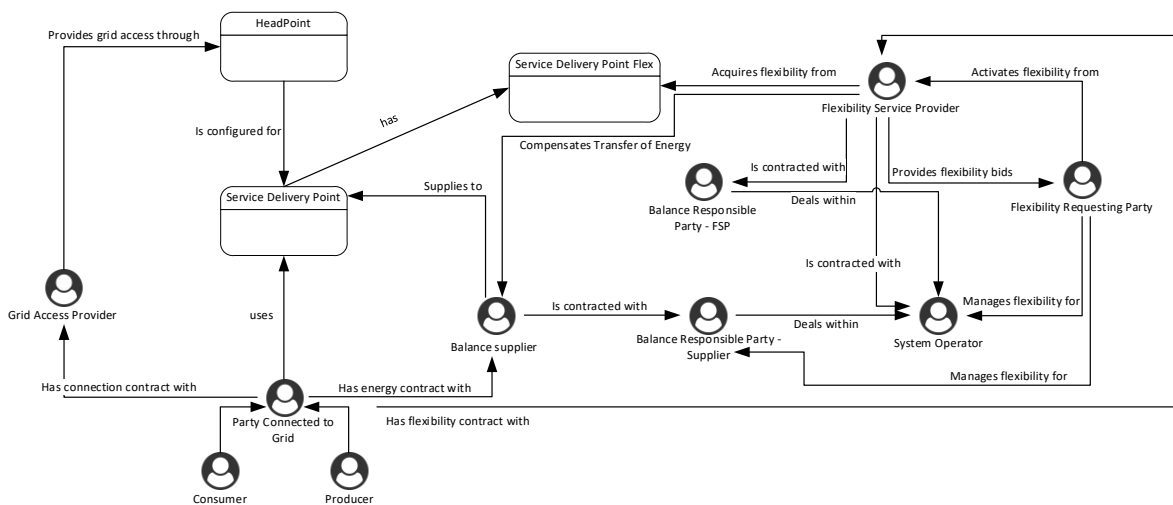 HeadPoint
Provides grid access through
Service Delivery Point Flex
Acquires flexibility from
Activates flexibility from
Flexibility Service Provider
has
Is configured for
Compensates Transfer of Energy
Is contracted with
Provides flexibility bids
Supplies to
Service Delivery Point
Deals within
Balance Responsible
Party - FSP
Flexibility Requesting Party
Is contracted with
Grid Access Provider
uses
Is contracted with
Manages flexibility for
Deals within
Balance supplier
Balance Responsible Party -
Supplier
System Operator
Manages flexibility for
Has connection contract with
Has energy contract with
Party Connected to
Grid
Has flexibility contract with
Consumer
Producer